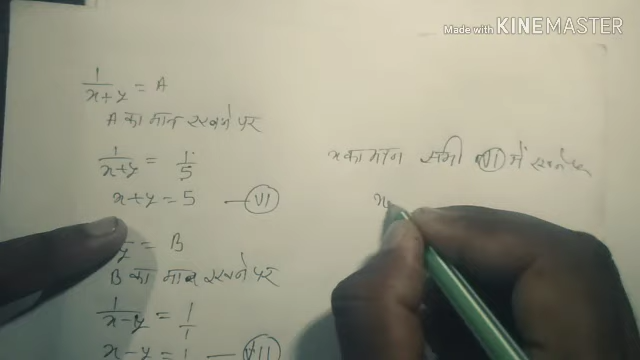 Made with KINEMASTER
1/(x+y) = A
A का मान रखने पर
1/(x+y) = 1/5
x+y = 5 — (VI)
y = B
B का मान रखने पर
1/(x-y) = 1/1
x-y = 1 — (VII)
x का मान समी (VI) में रखने पर
x